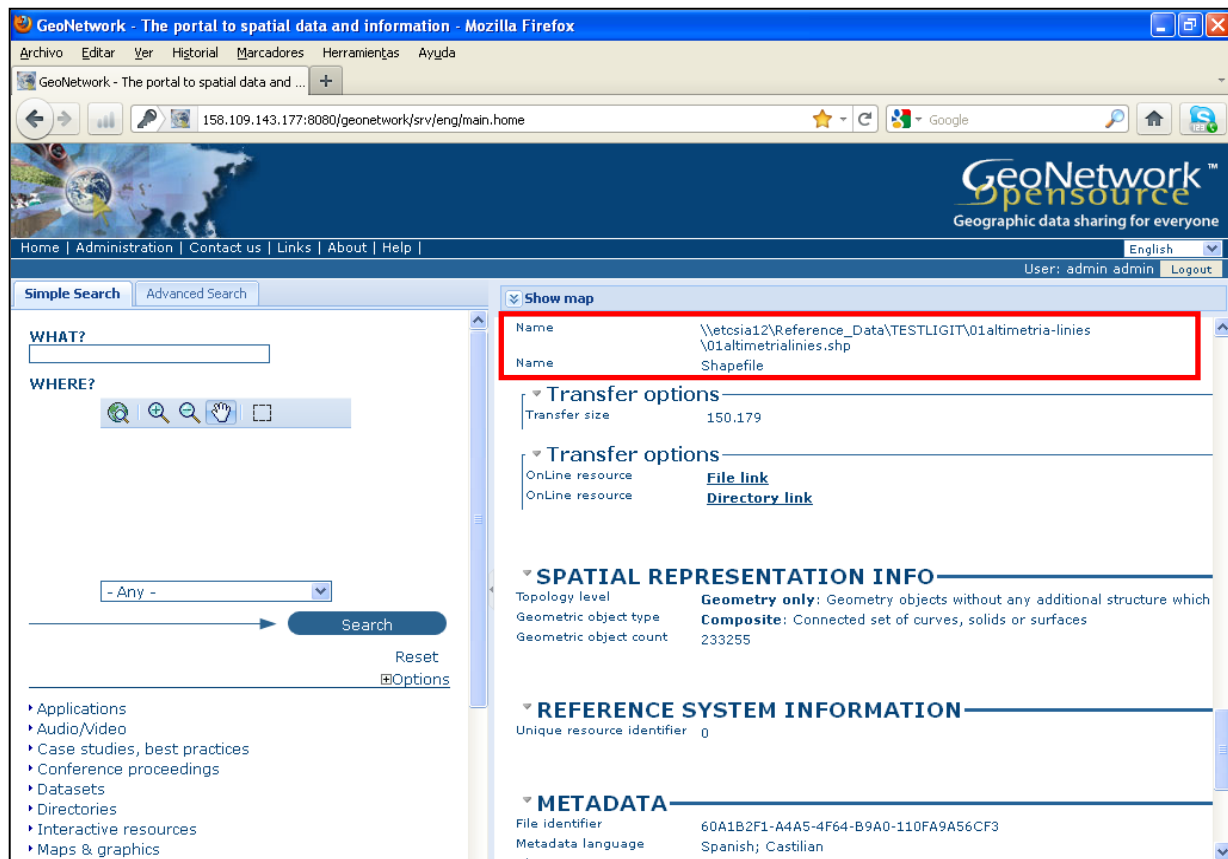 GeoNetwork - The portal to spatial data and information - Mozilla Firefox
Archivo Editar Ver Historial Marcadores Herramientas Ayuda
GeoNetwork - The portal to spatial data and ...
158.109.143.177:8080/geonetwork/srv/eng/main.home
Google
GeoNetwork™
Opensource
Geographic data sharing for everyone
Home | Administration | Contact us | Links | About | Help |
English
User: admin admin Logout
Simple Search Advanced Search
WHAT?
WHERE?
- Any -
Search
Reset
Options
Applications
Audio/Video
Case studies, best practices
Conference proceedings
Datasets
Directories
Interactive resources
Maps & graphics
Show map
Name \\etcsia12\Reference_Data\TESTLIGIT\01altimetria-linies
\01altimetrialinies.shp
Name Shapefile
Transfer options
Transfer size 150.179
Transfer options
OnLine resource File link
OnLine resource Directory link
SPATIAL REPRESENTATION INFO
Topology level Geometry only: Geometry objects without any additional structure which
Geometric object type Composite: Connected set of curves, solids or surfaces
Geometric object count 233255
REFERENCE SYSTEM INFORMATION
Unique resource identifier 0
METADATA
File identifier 60A1B2F1-A4A5-4F64-B9A0-110FA9A56CF3
Metadata language Spanish; Castilian